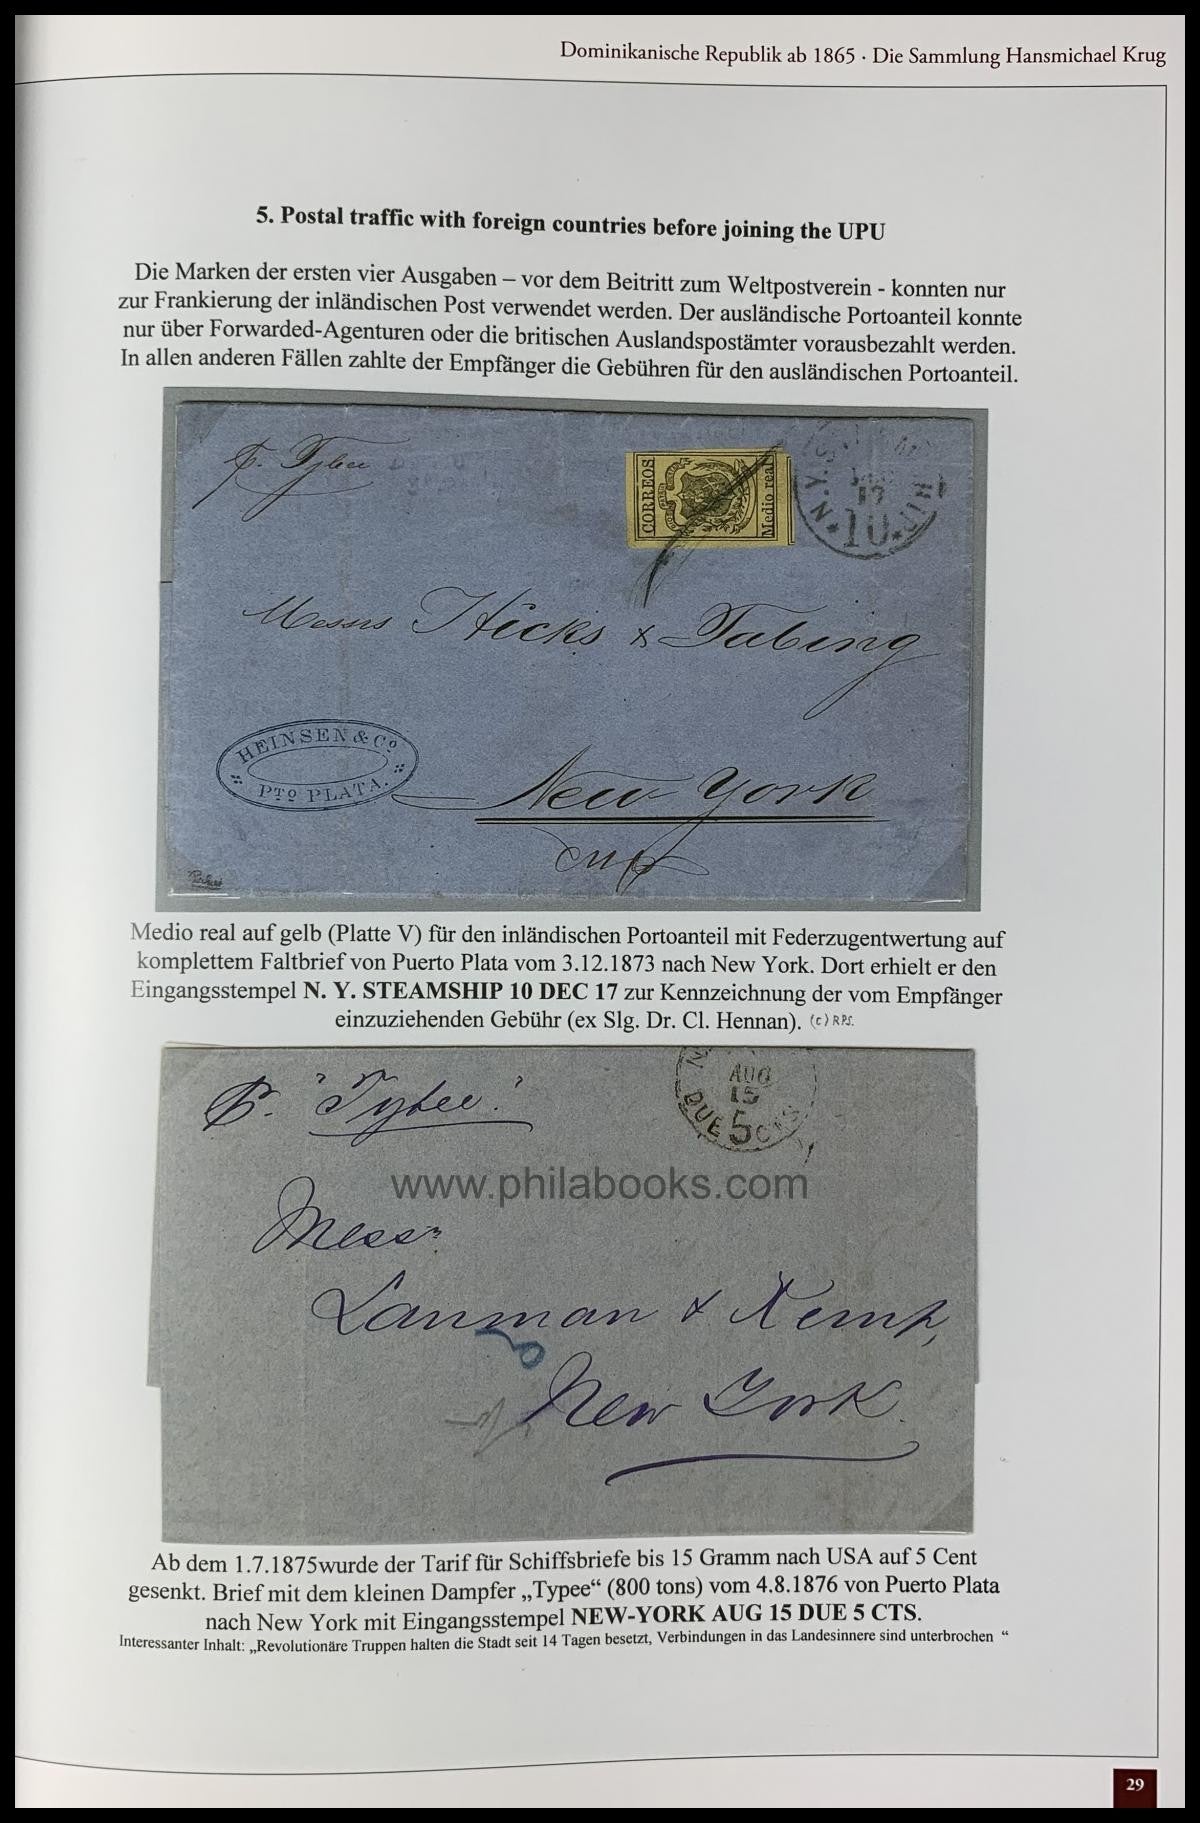 Dominikanische Republik ab 1865 · Die Sammlung Hansmichael Krug
5. Postal traffic with foreign countries before joining the UPU
Die Marken der ersten vier Ausgaben – vor dem Beitritt zum Weltpostverein - konnten nur
zur Frankierung der inländischen Post verwendet werden. Der ausländische Portoanteil konnte
nur über Forwarded-Agenturen oder die britischen Auslandspostämter vorausbezahlt werden.
In allen anderen Fällen zahlte der Empfänger die Gebühren für den ausländischen Portoanteil.
p. Tybee
CORREOS
Medio real
N.Y.S
17
10
Messrs Hicks & Tabing
HEINSEN & Co
PTO PLATA.
New York
Medio real auf gelb (Platte V) für den inländischen Portoanteil mit Federzugentwertung auf
komplettem Faltbrief von Puerto Plata vom 3.12.1873 nach New York. Dort erhielt er den
Eingangsstempel N. Y. STEAMSHIP 10 DEC 17 zur Kennzeichnung der vom Empfänger
einzuziehenden Gebühr (ex Slg. Dr. Cl. Hennan). (c) RPS.
p. "Tybee"
AUG
15
DUE 5 CTS
www.philabooks.com
Messrs
Lanman & Kemp,
New York.
Ab dem 1.7.1875wurde der Tarif für Schiffsbriefe bis 15 Gramm nach USA auf 5 Cent
gesenkt. Brief mit dem kleinen Dampfer „Typee“ (800 tons) vom 4.8.1876 von Puerto Plata
nach New York mit Eingangsstempel NEW-YORK AUG 15 DUE 5 CTS.
Interessanter Inhalt: „Revolutionäre Truppen halten die Stadt seit 14 Tagen besetzt, Verbindungen in das Landesinnere sind unterbrochen “
29